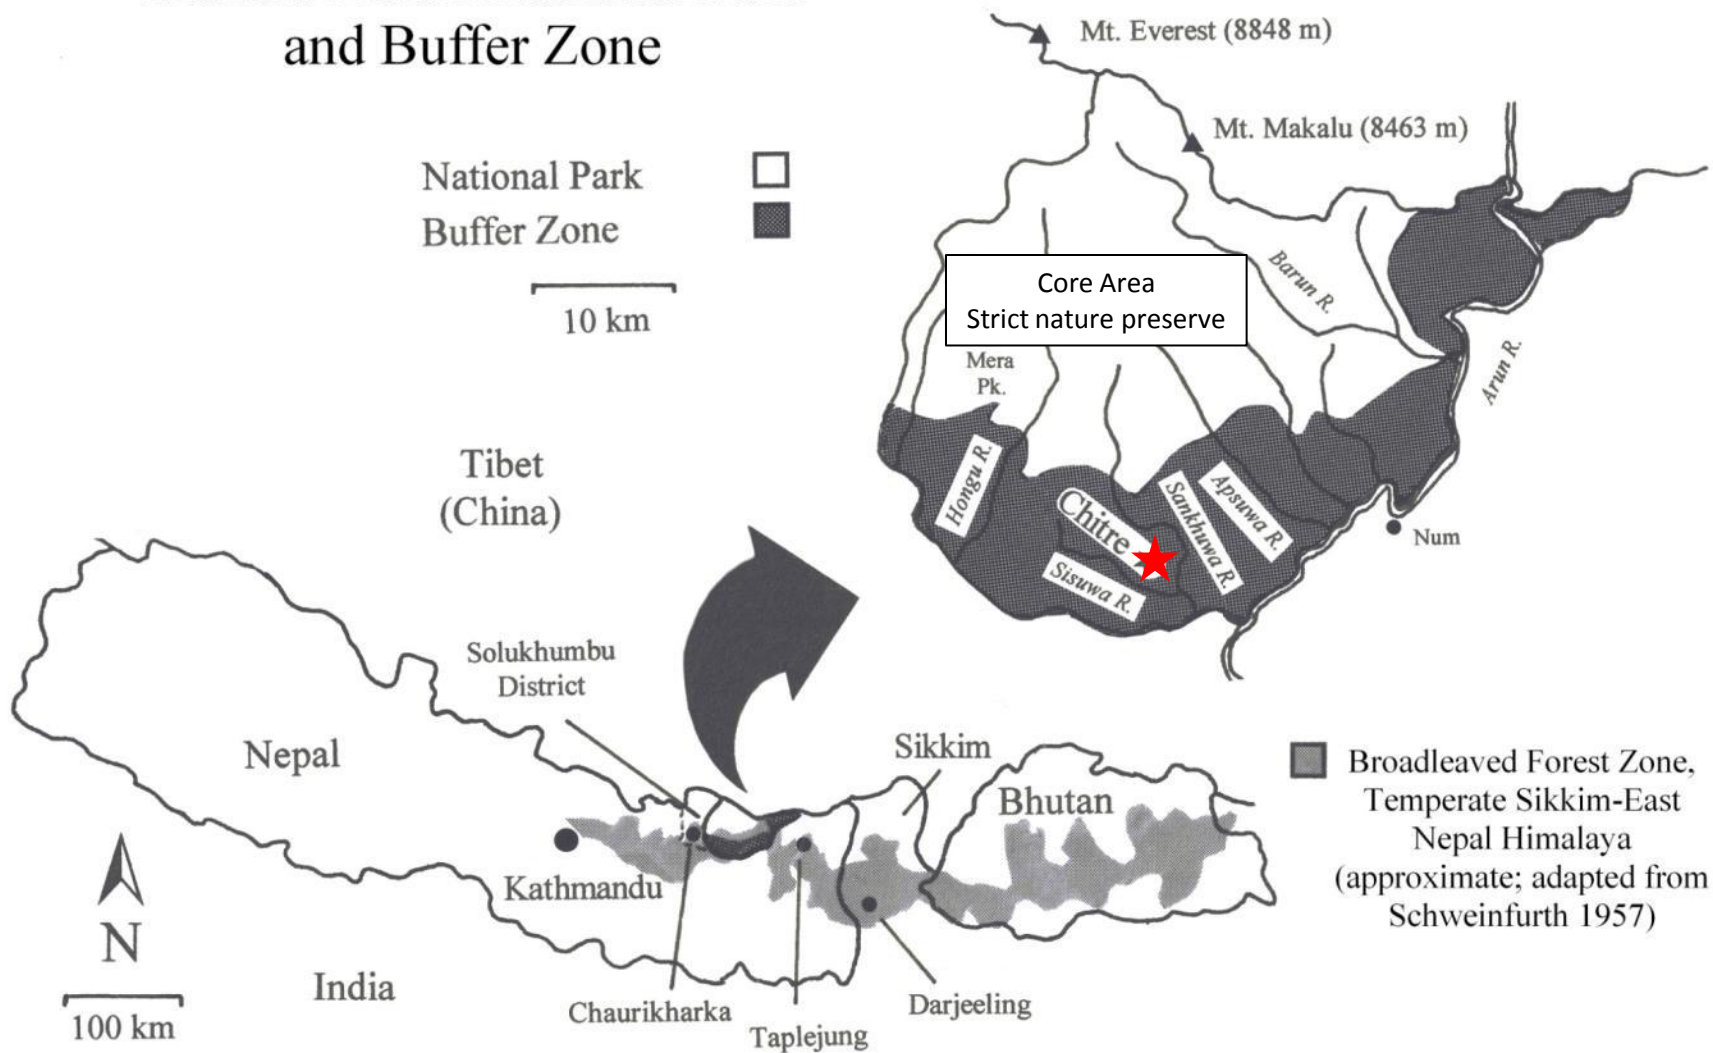 and Buffer Zone
National Park
Buffer Zone
10 km
Mt. Everest (8848 m)
Mt. Makalu (8463 m)
Core Area
Strict nature preserve
Barun R.
Arun R.
Mera
Pk.
Hongu R.
Chitre
Sankhuwa R.
Apsuwa R.
Sisuwa R.
Num
Tibet
(China)
Solukhumbu
District
Nepal
Sikkim
Bhutan
Kathmandu
N
India
100 km
Chaurikharka
Taplejung
Darjeeling
Broadleaved Forest Zone,
Temperate Sikkim-East
Nepal Himalaya
(approximate; adapted from
Schweinfurth 1957)